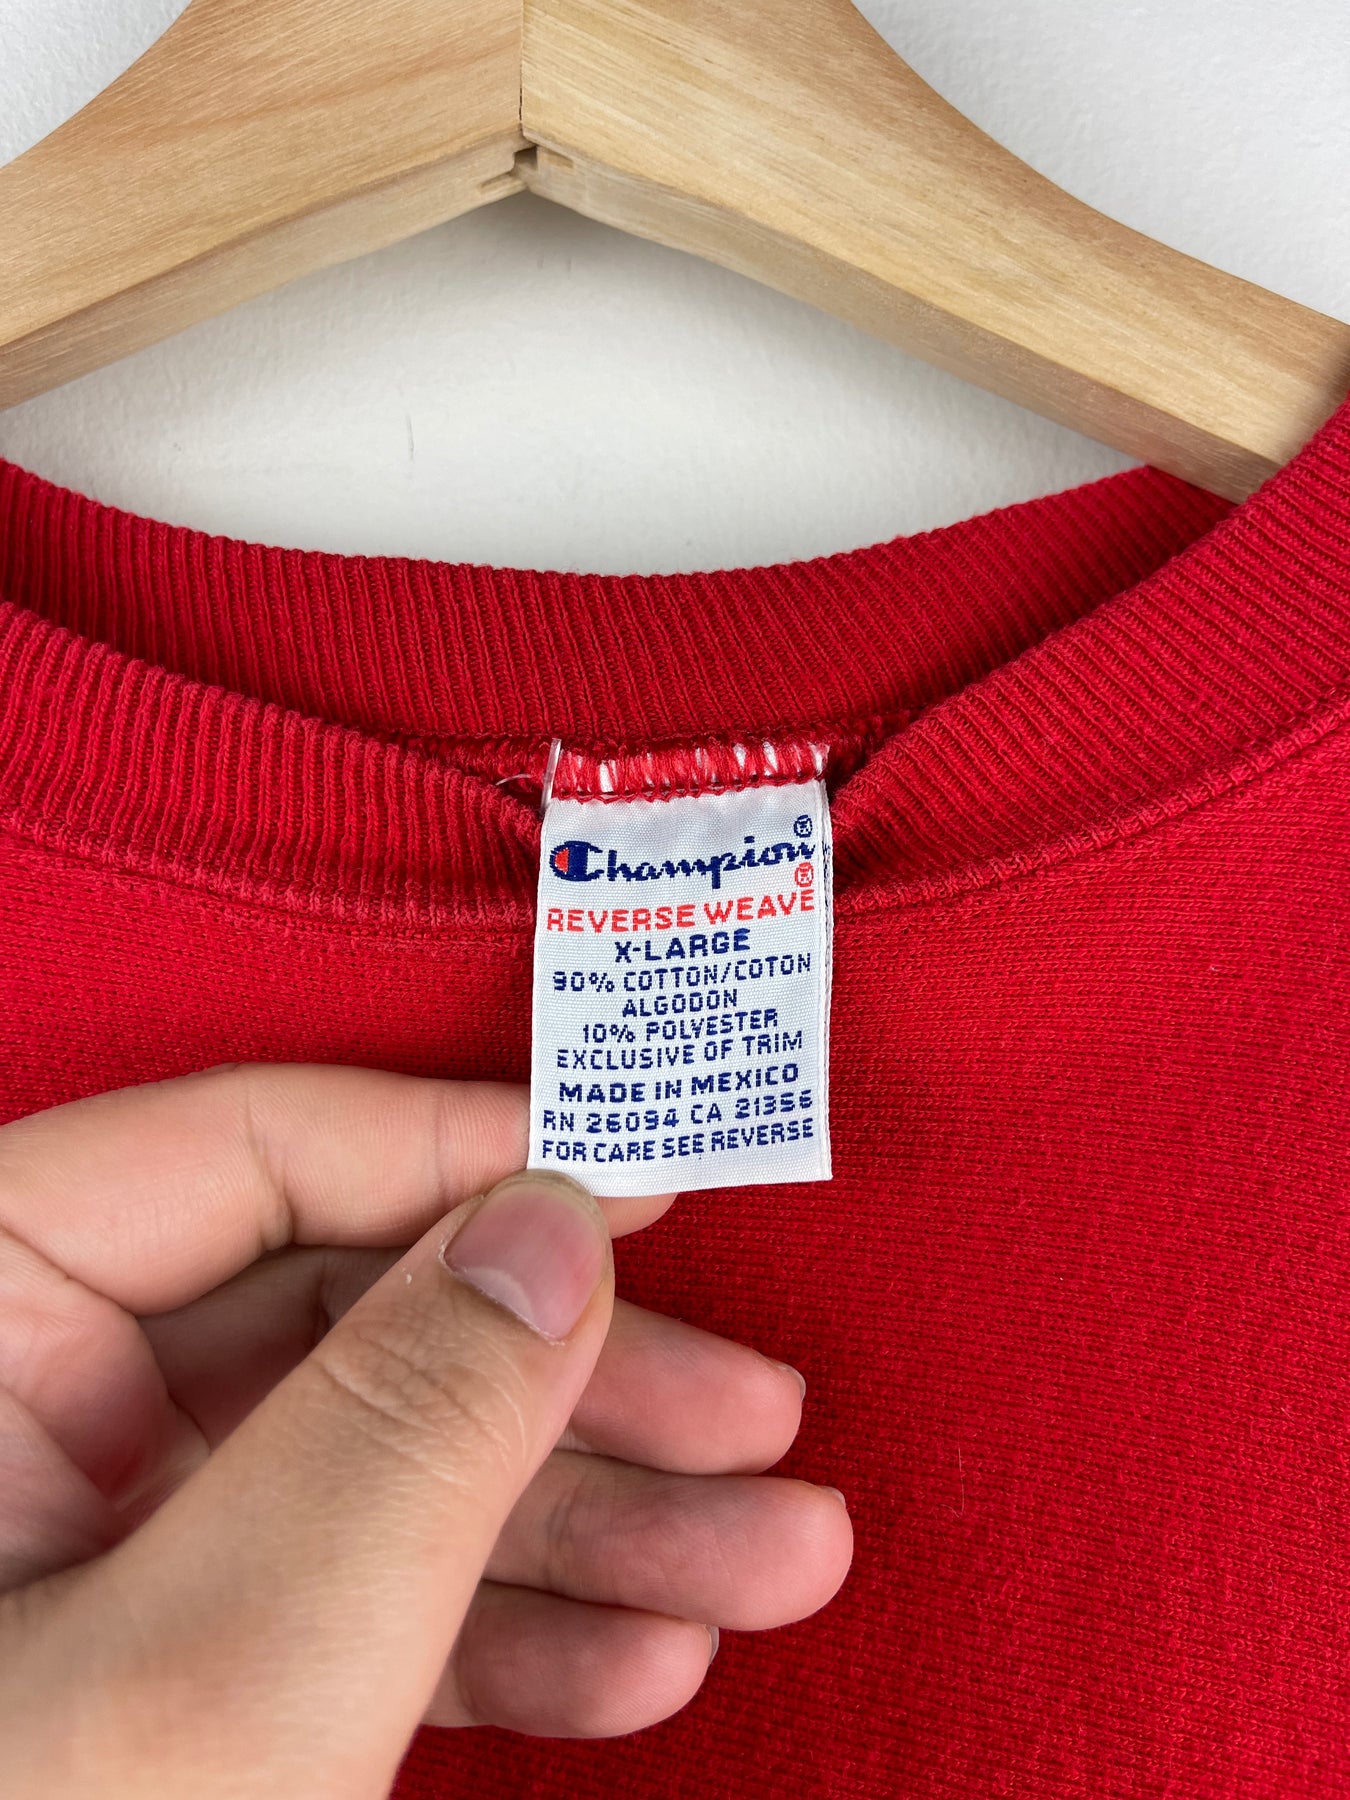 Champion®
REVERSE WEAVE®
X-LARGE
90% COTTON/COTON
ALGODON
10% POLYESTER
EXCLUSIVE OF TRIM
MADE IN MEXICO
RN 26094 CA 21356
FOR CARE SEE REVERSE